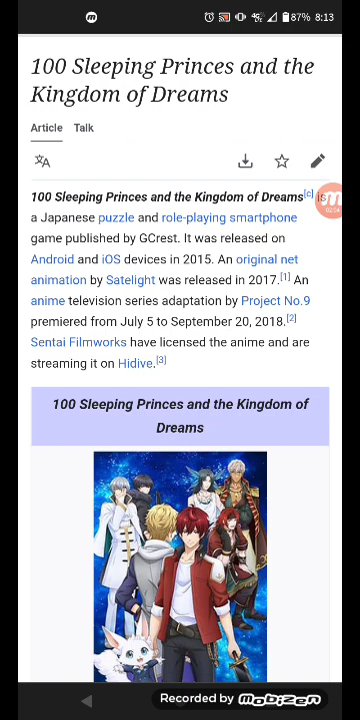 87% 8:13
100 Sleeping Princes and the
Kingdom of Dreams
Article Talk
100 Sleeping Princes and the Kingdom of Dreams[c] is
a Japanese puzzle and role-playing smartphone
game published by GCrest. It was released on
Android and iOS devices in 2015. An original net
animation by Satelight was released in 2017.[1] An
anime television series adaptation by Project No.9
premiered from July 5 to September 20, 2018.[2]
Sentai Filmworks have licensed the anime and are
streaming it on Hidive.[3]
100 Sleeping Princes and the Kingdom of
Dreams
Recorded by Mobizen